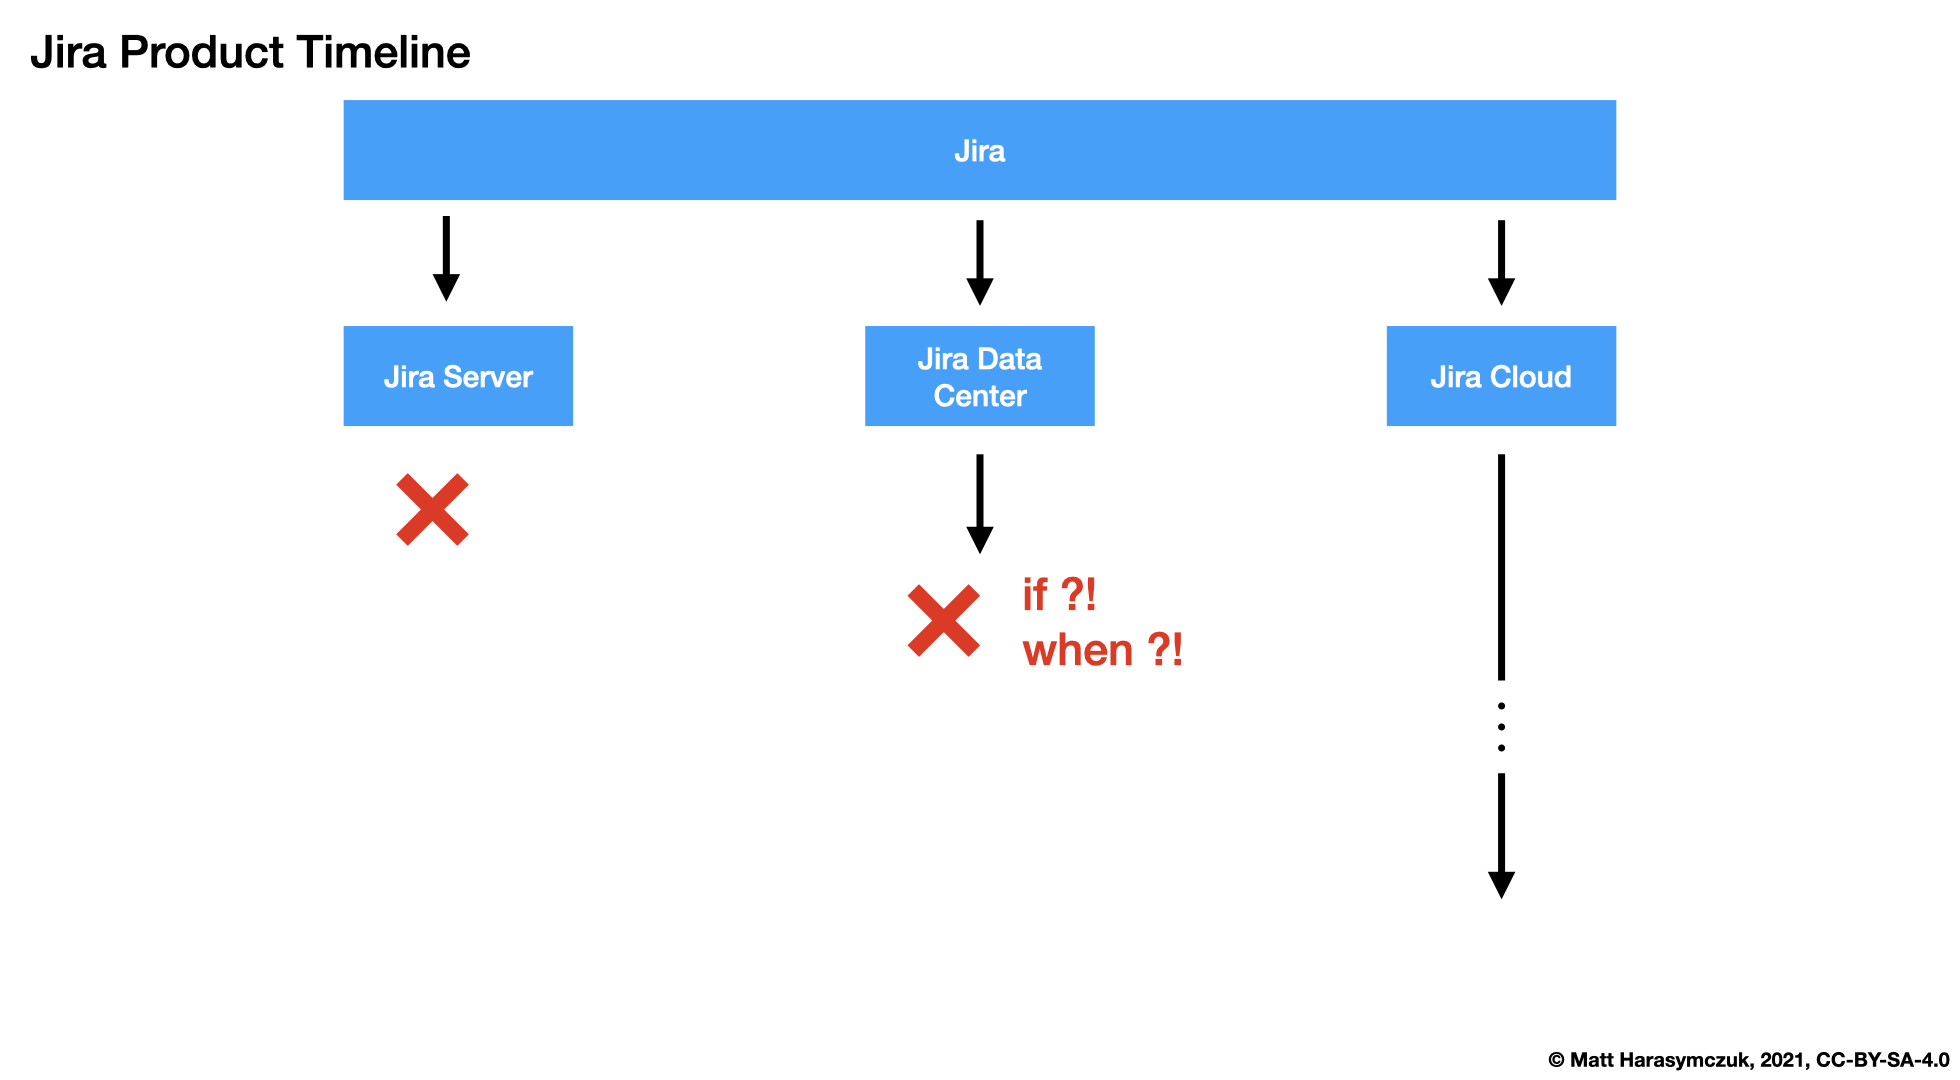 Jira Product Timeline
Jira
Jira Server
Jira Data
Center
Jira Cloud
if ?!
when ?!
© Matt Harasymczuk, 2021, CC-BY-SA-4.0